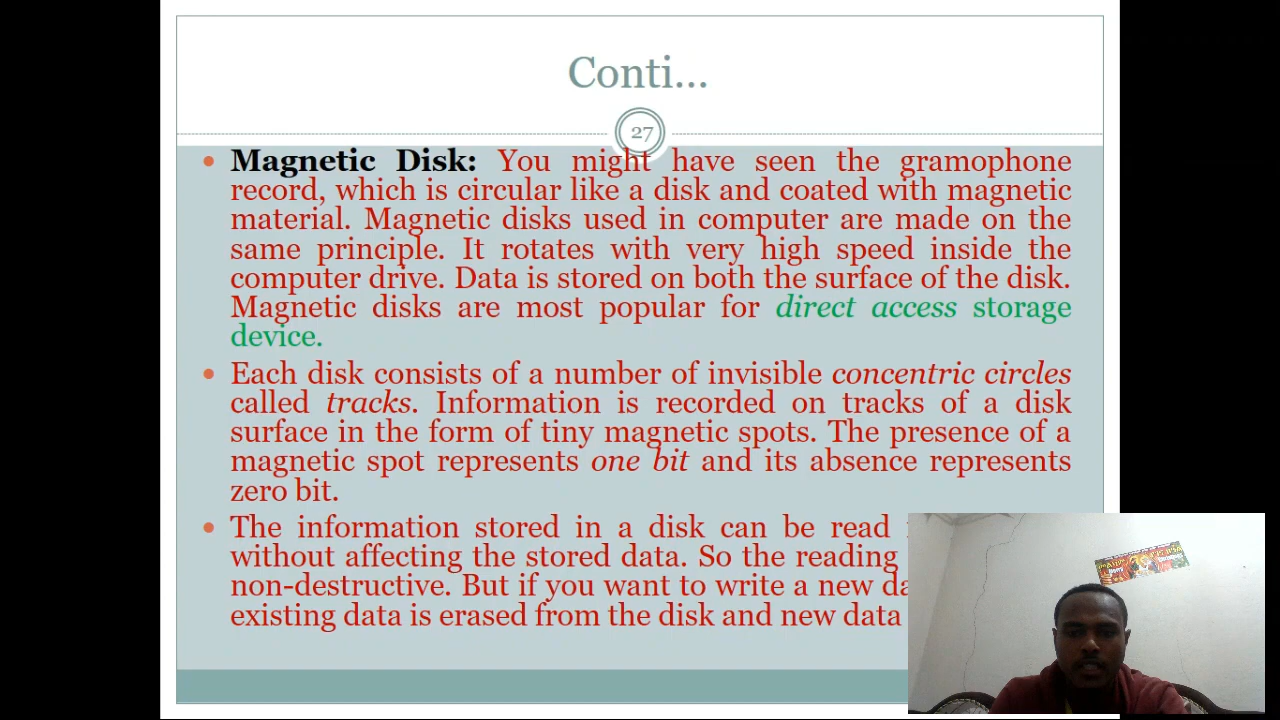 Conti...
27
• Magnetic Disk: You might have seen the gramophone
record, which is circular like a disk and coated with magnetic
material. Magnetic disks used in computer are made on the
same principle. It rotates with very high speed inside the
computer drive. Data is stored on both the surface of the disk.
Magnetic disks are most popular for direct access storage
device.
• Each disk consists of a number of invisible concentric circles
called tracks. Information is recorded on tracks of a disk
surface in the form of tiny magnetic spots. The presence of a
magnetic spot represents one bit and its absence represents
zero bit.
• The information stored in a disk can be read
without affecting the stored data. So the reading
non-destructive. But if you want to write a new
existing data is erased from the disk and new data